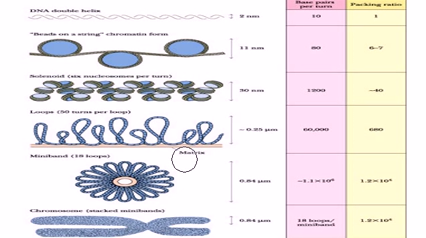 Base pairs per turn
Packing ratio
DNA double helix
2 nm
10
1
"Beads on a string" chromatin form
11 nm
80
6–7
Solenoid (six nucleosomes per turn)
30 nm
1200
~40
Loops (50 turns per loop)
~ 0.25 μm
60,000
680
Matrix
Miniband (18 loops)
0.84 μm
~1.1×10⁶
1.2×10⁴
Chromosome (stacked minibands)
0.84 μm
18 loops/
miniband
1.2×10⁴